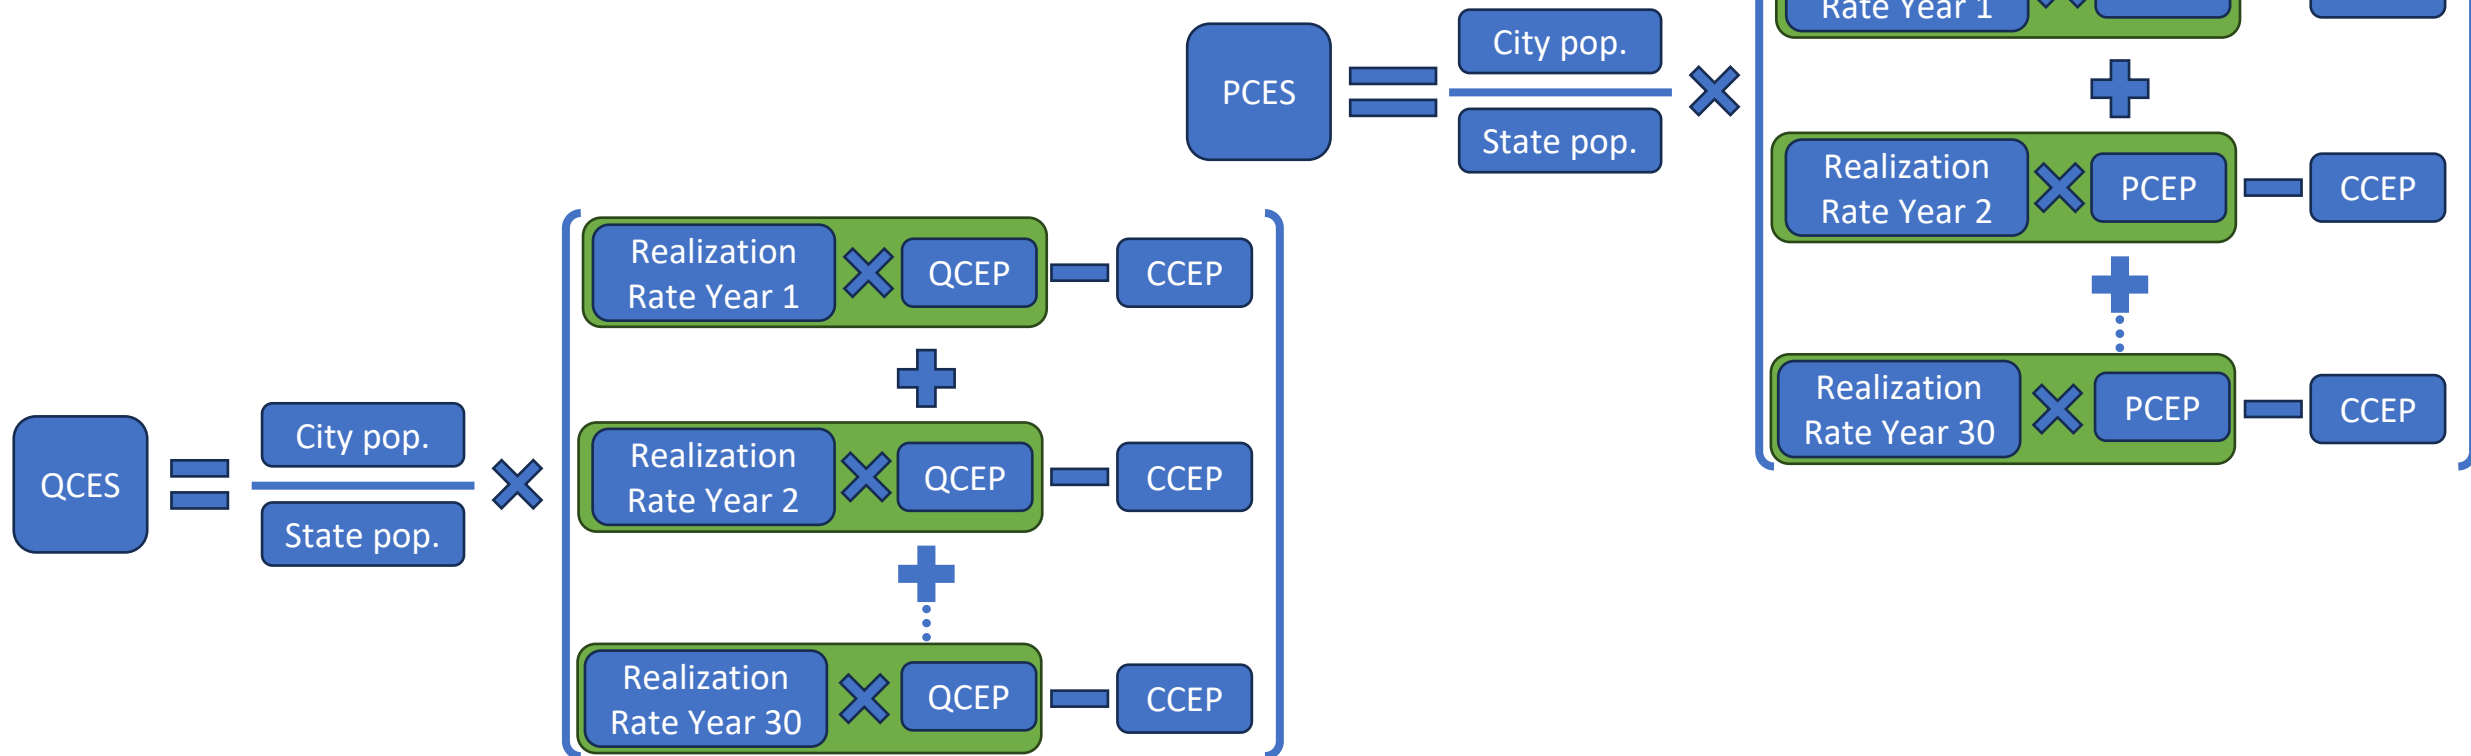 QCES
City pop.
State pop.
Realization
Rate Year 1
QCEP
CCEP
Realization
Rate Year 2
QCEP
CCEP
Realization
Rate Year 30
QCEP
CCEP
PCES
City pop.
State pop.
Rate Year 1
Realization
Rate Year 2
PCEP
CCEP
Realization
Rate Year 30
PCEP
CCEP